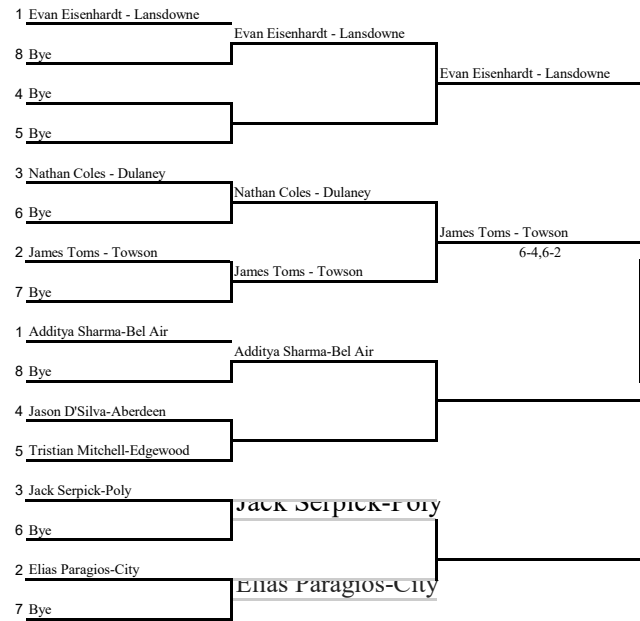 1 Evan Eisenhardt - Lansdowne
Evan Eisenhardt - Lansdowne
8 Bye
Evan Eisenhardt - Lansdowne
4 Bye
5 Bye
3 Nathan Coles - Dulaney
Nathan Coles - Dulaney
6 Bye
James Toms - Towson
2 James Toms - Towson
6-4,6-2
James Toms - Towson
7 Bye
1 Additya Sharma-Bel Air
Additya Sharma-Bel Air
8 Bye
4 Jason D'Silva-Aberdeen
5 Tristian Mitchell-Edgewood
3 Jack Serpick-Poly
Jack Serpick-Poly
6 Bye
2 Elias Paragios-City
Elias Paragios-City
7 Bye